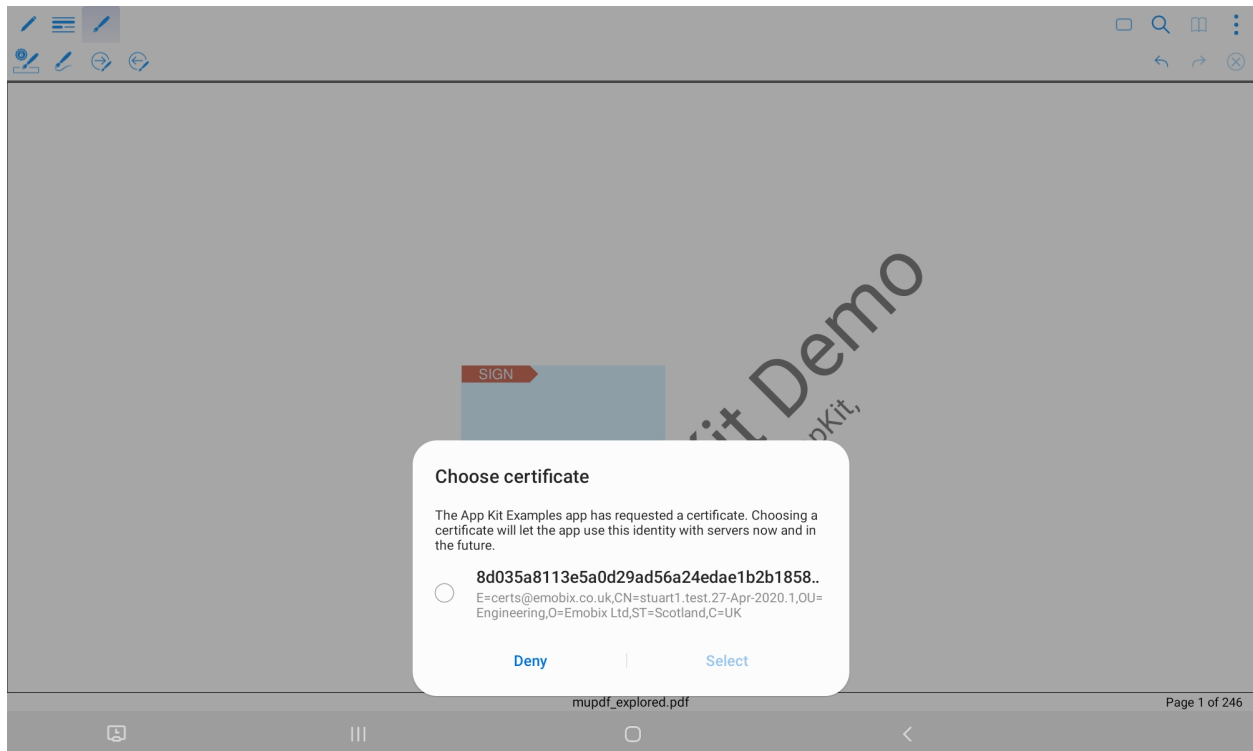 Demo
SIGN
Kit
pKit,
Choose certificate
The App Kit Examples app has requested a certificate. Choosing a
certificate will let the app use this identity with servers now and in
the future.
8d035a8113e5a0d29ad56a24edae1b2b1858..
E=certs@emobix.co.uk,CN=stuart1.test.27-Apr-2020.1,OU=
Engineering,O=Emobix Ltd,ST=Scotland,C=UK
Deny
Select
mupdf_explored.pdf
Page 1 of 246